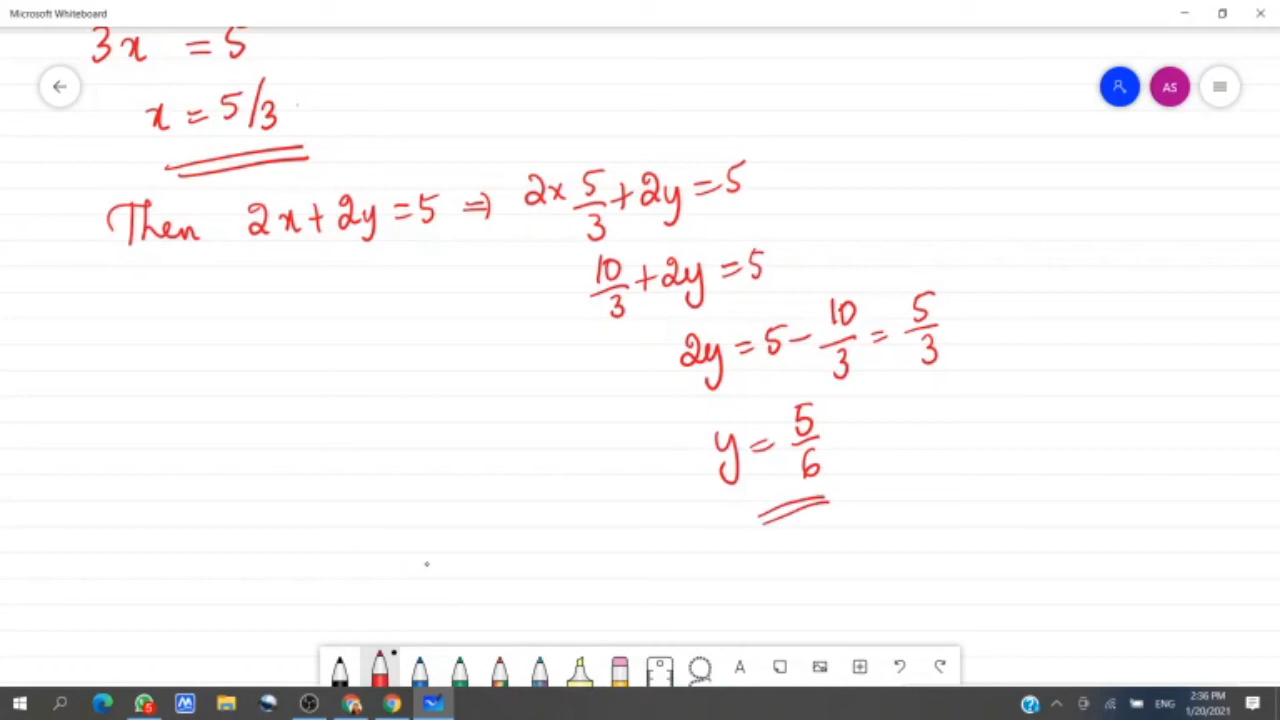 Microsoft Whiteboard
3x = 5
x = 5/3
AS
Then 2x + 2y = 5 ⇒ 2× 5/3 + 2y = 5
10/3 + 2y = 5
2y = 5 − 10/3 = 5/3
y = 5/6
A
5
ENG
2:36 PM
1/20/2021